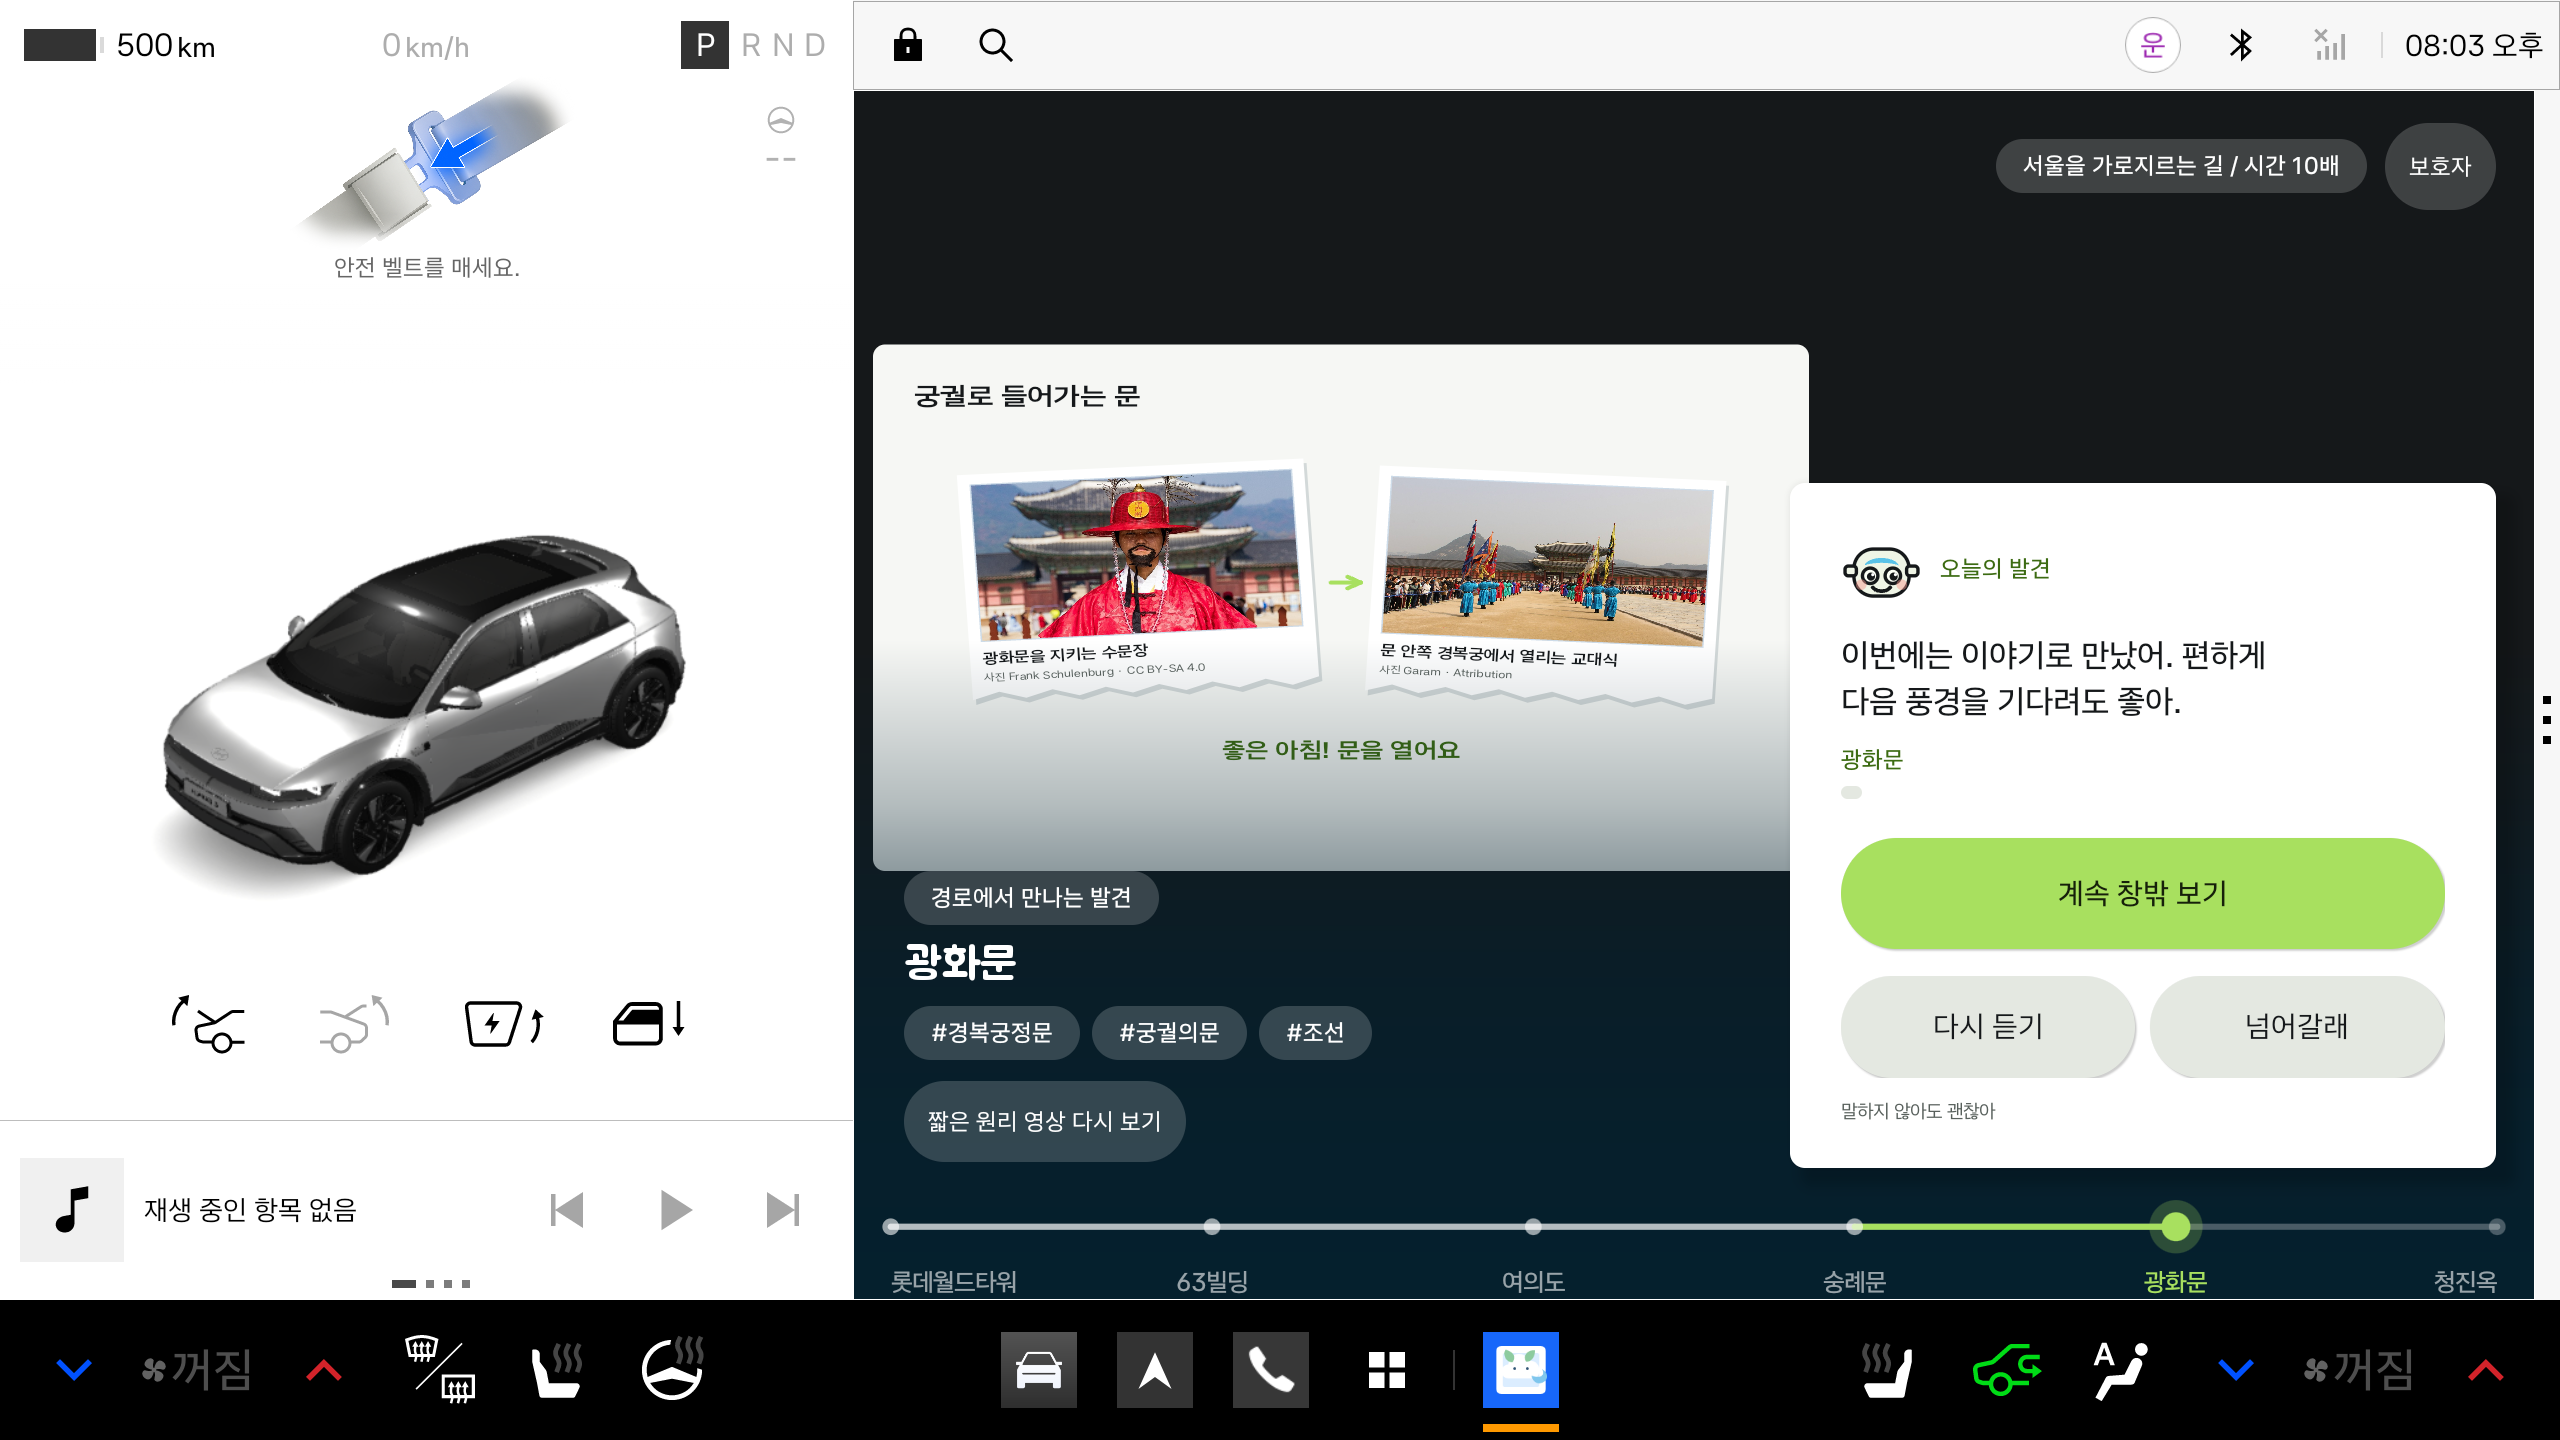 500 km
0 km/h
P R N D
08:03 오후
운
안전 벨트를 매세요.
서울을 가로지르는 길 / 시간 10배
보호자
궁궐로 들어가는 문
광화문을 지키는 수문장
사진 Frank Schulenburg · CC BY-SA 4.0
문 안쪽 경복궁에서 열리는 교대식
사진 Garam · Attribution
좋은 아침! 문을 열어요
경로에서 만나는 발견
광화문
#경복궁정문
#궁궐의문
#조선
짧은 원리 영상 다시 보기
오늘의 발견
이번에는 이야기로 만났어. 편하게
다음 풍경을 기다려도 좋아.
광화문
계속 창밖 보기
다시 듣기
넘어갈래
말하지 않아도 괜찮아
재생 중인 항목 없음
롯데월드타워
63빌딩
여의도
숭례문
광화문
청진옥
꺼짐
A
꺼짐